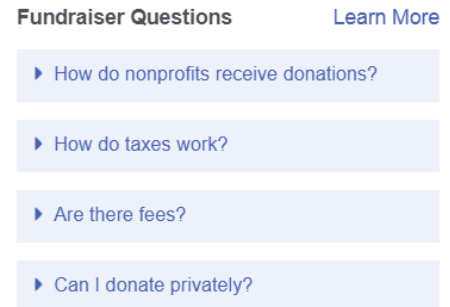 Fundraiser Questions Learn More
How do nonprofits receive donations?
How do taxes work?
Are there fees?
Can I donate privately?